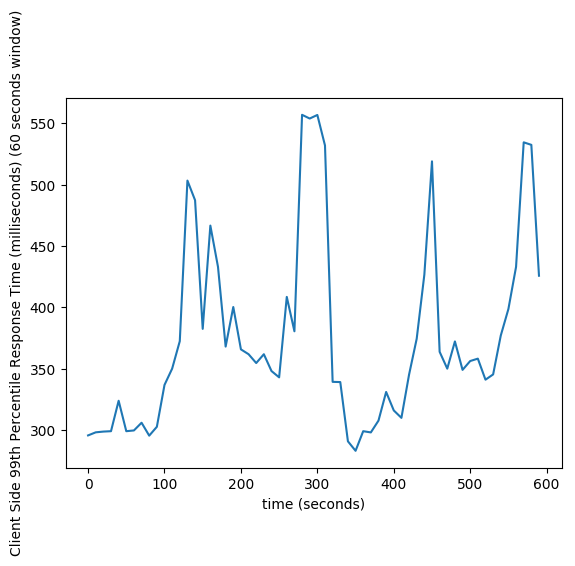 Client Side 99th Percentile Response Time (milliseconds) (60 seconds window)
550
500
450
400
350
300
0 100 200 300 400 500 600
time (seconds)